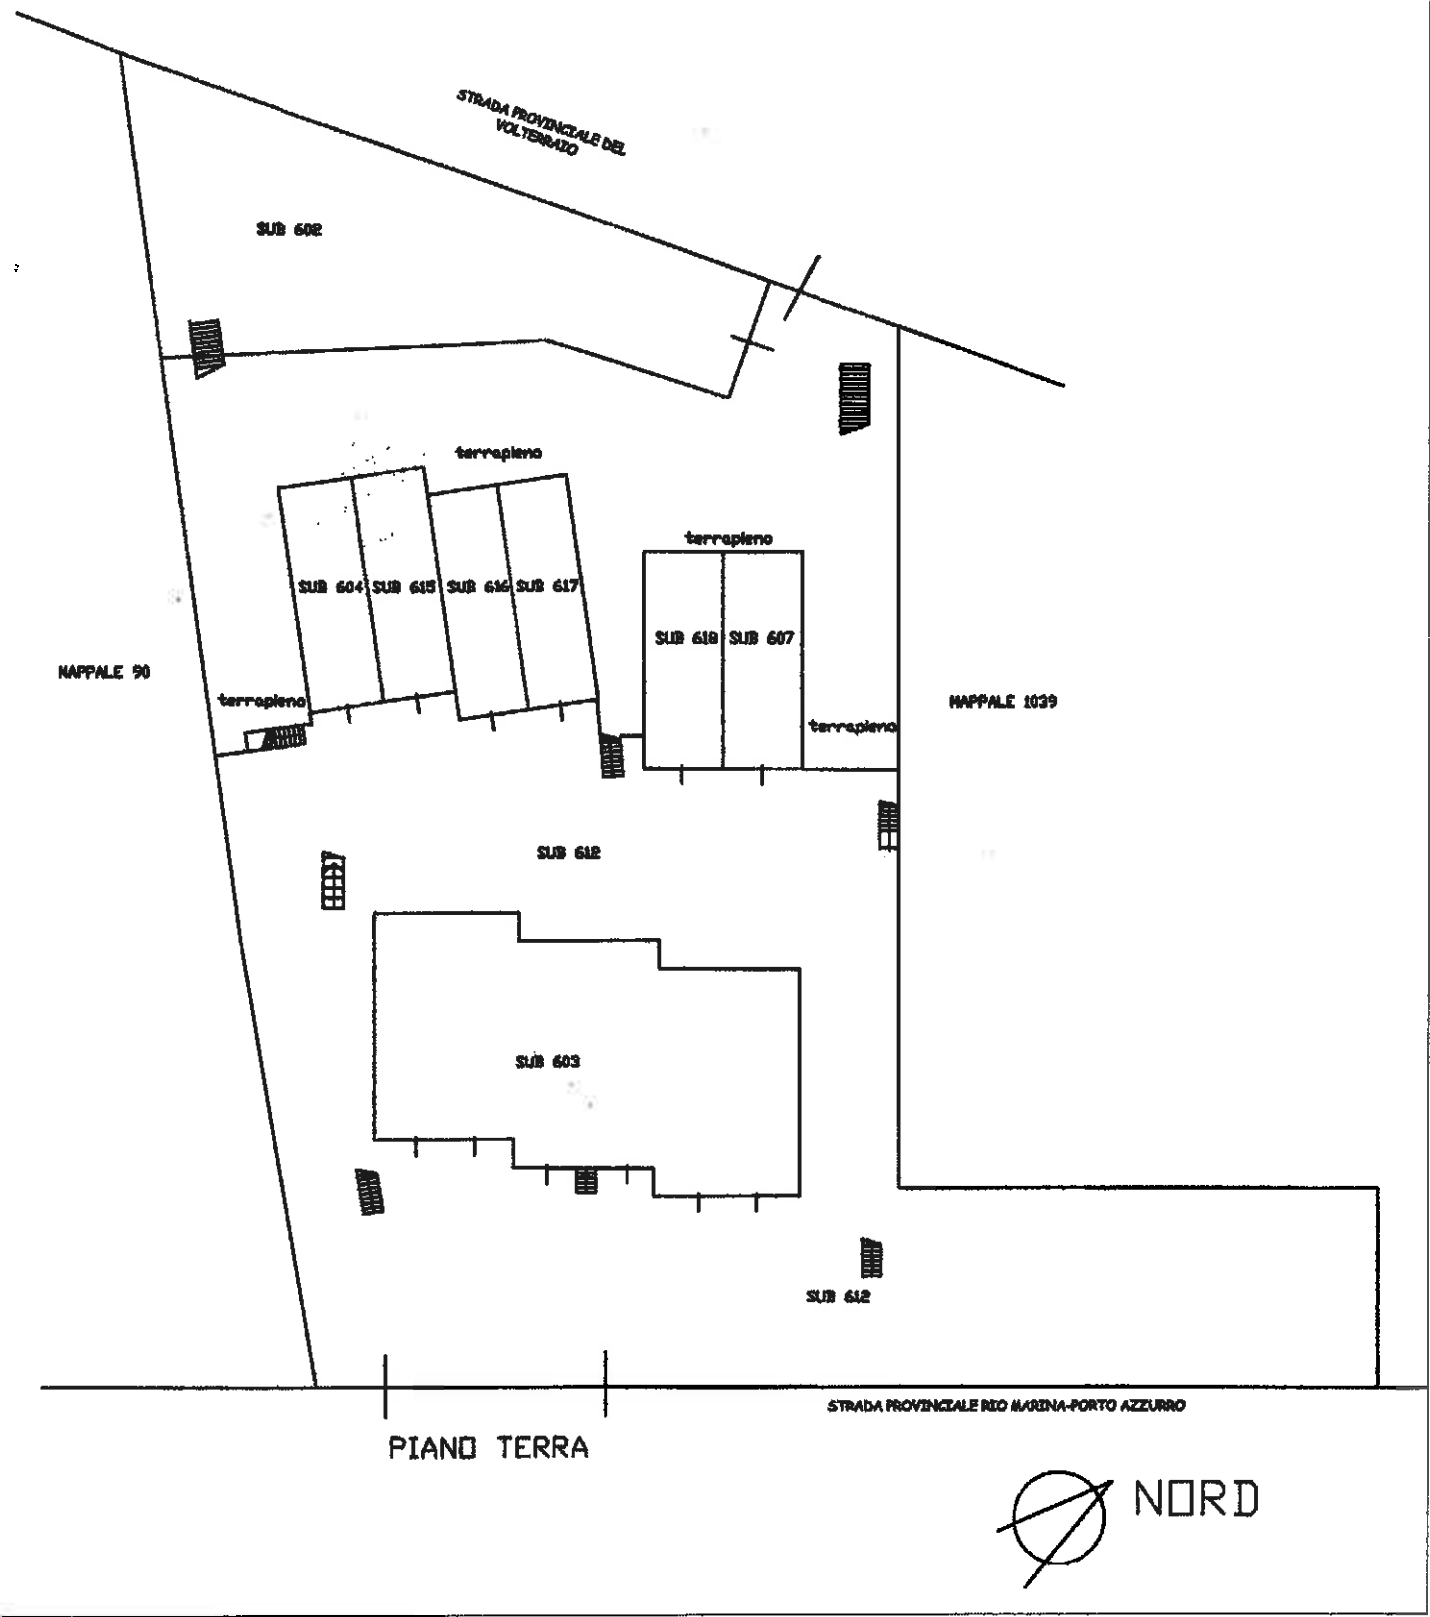 STRADA PROVINCIALE DEL
VOLTERRAIO
SUB 602
terrapieno
terrapieno
SUB 604
SUB 615
SUB 616
SUB 617
SUB 618
SUB 607
MAPPALE 90
terrapieno
MAPPALE 1039
terrapieno
SUB 612
SUB 603
SUB 612
STRADA PROVINCIALE RIO MARINA-PORTO AZZURRO
PIANO TERRA
NORD